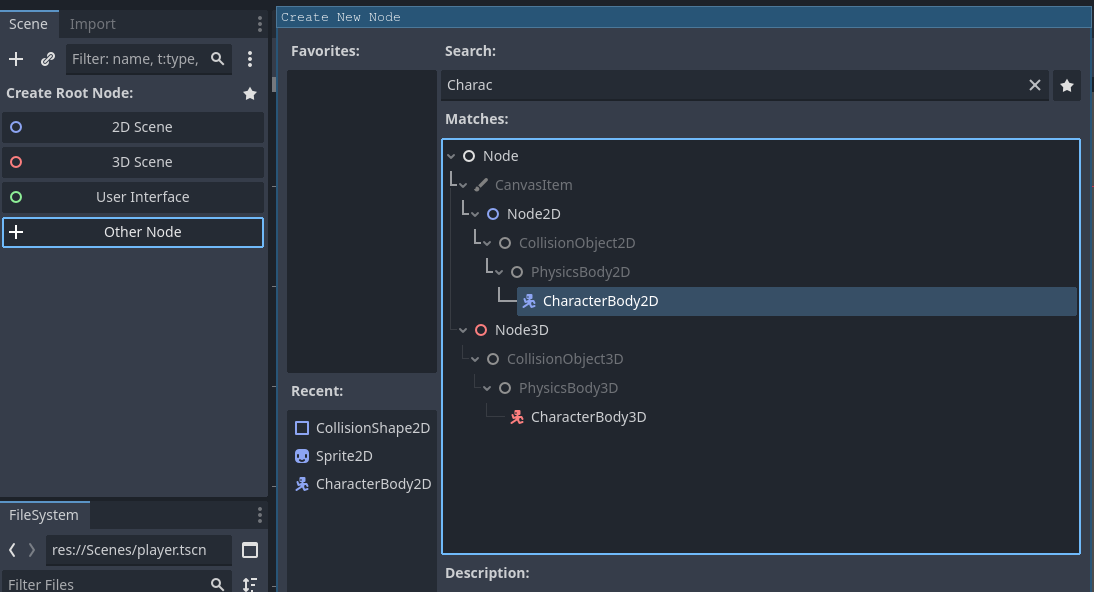 Scene Import
Filter: name, t:type,
Create Root Node:
2D Scene
3D Scene
User Interface
Other Node
FileSystem
res://Scenes/player.tscn
Filter Files
Create New Node
Favorites:
Recent:
CollisionShape2D
Sprite2D
CharacterBody2D
Search:
Charac
Matches:
Node
CanvasItem
Node2D
CollisionObject2D
PhysicsBody2D
CharacterBody2D
Node3D
CollisionObject3D
PhysicsBody3D
CharacterBody3D
Description: